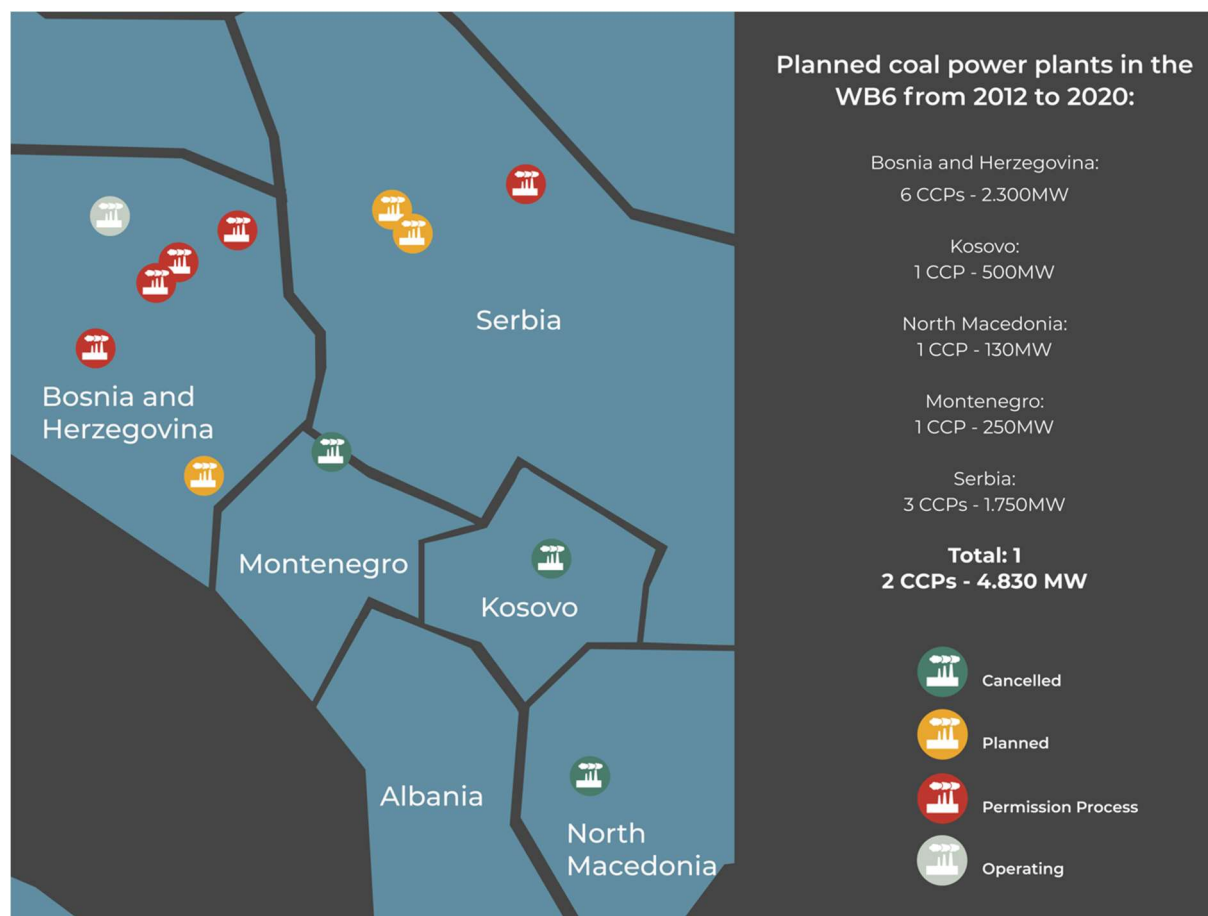 Planned coal power plants in the
WB6 from 2012 to 2020:
Bosnia and Herzegovina:
6 CCPs - 2.300MW
Kosovo:
1 CCP - 500MW
North Macedonia:
1 CCP - 130MW
Montenegro:
1 CCP - 250MW
Serbia:
3 CCPs - 1.750MW
Total: 1
2 CCPs - 4.830 MW
Cancelled
Planned
Permission Process
Operating
Serbia
Bosnia and
Herzegovina
Montenegro
Kosovo
Albania
North
Macedonia